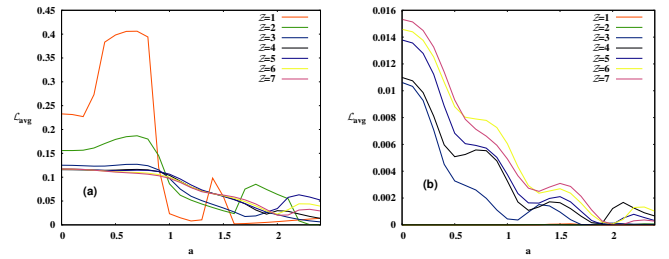 0.45
0.4
0.35
0.3
0.25
0.2
0.15
0.1
0.05
0
ℒavg
0
0.5
1
1.5
2
a
(a)
𝒵=1
𝒵=2
𝒵=3
𝒵=4
𝒵=5
𝒵=6
𝒵=7
0.016
0.014
0.012
0.01
0.008
0.006
0.004
0.002
0
ℒavg
0
0.5
1
1.5
2
a
(b)
𝒵=1
𝒵=2
𝒵=3
𝒵=4
𝒵=5
𝒵=6
𝒵=7